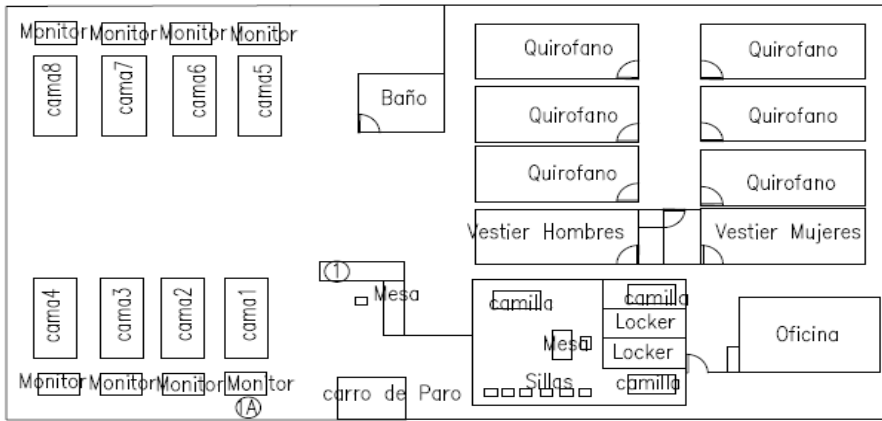 Monitor Monitor Monitor Monitor
cama8 cama7 cama6 cama5
Baño
Quirofano Quirofano
Quirofano Quirofano
Quirofano Quirofano
Vestier Hombres Vestier Mujeres
1
Mesa
cama4 cama3 cama2 cama1
camilla camilla
Locker
Mesa
Locker
Oficina
Monitor Monitor Monitor Monitor
1A
carro de Paro
Sillas
camilla